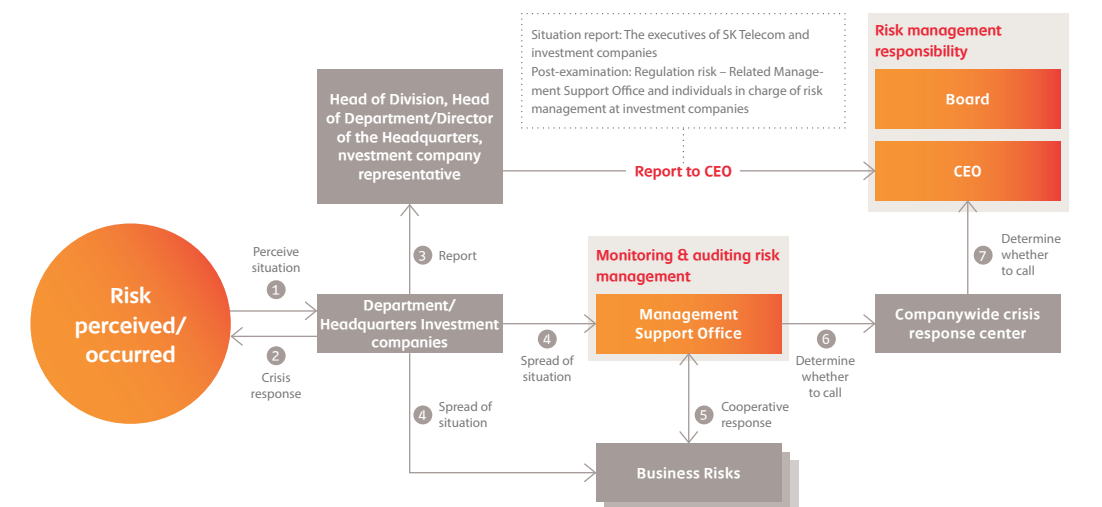 Situation report: The executives of SK Telecom and
investment companies
Post-examination: Regulation risk – Related Manage-
ment Support Office and individuals in charge of risk
management at investment companies
Risk management
responsibility
Board
CEO
Head of Division, Head
of Department/Director
of the Headquarters,
nvestment company
representative
Report to CEO
Risk
perceived/
occurred
Perceive
situation
1
2
Crisis
response
3 Report
Department/
Headquarters Investment
companies
4
Spread of
situation
4 Spread of
situation
Monitoring & auditing risk
management
Management
Support Office
5 Cooperative
response
Business Risks
6
Determine
whether
to call
Companywide crisis
response center
7 Determine
whether
to call